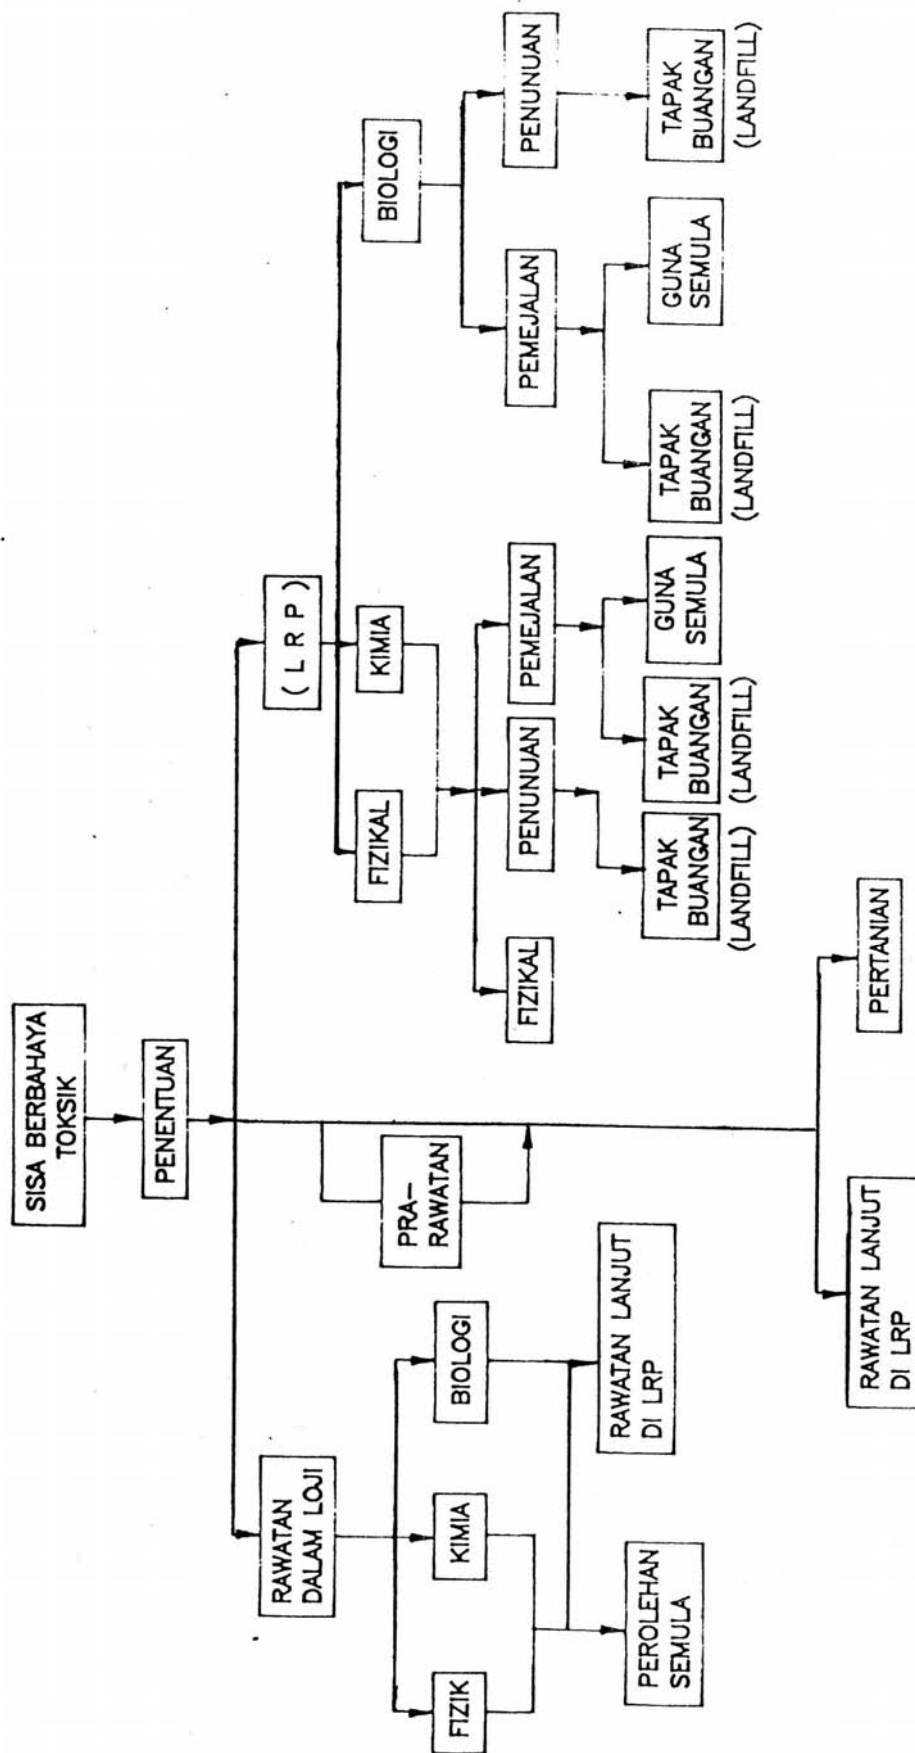 SISA BERBAHAYA
TOKSIK
PENENTUAN
RAWATAN
DALAM LOJI
PRA—
RAWATAN
( L R P )
FIZIK
KIMIA
BIOLOGI
PEROLEHAN
SEMULA
RAWATAN LANJUT
DI LRP
RAWATAN LANJUT
DI LRP
PERTANIAN
FIZIKAL
KIMIA
BIOLOGI
FIZIKAL
PENUNUAN
PEMEJALAN
PEMEJALAN
PENUNUAN
TAPAK
BUANGAN
(LANDFILL)
TAPAK
BUANGAN
(LANDFILL)
GUNA
SEMULA
TAPAK
BUANGAN
(LANDFILL)
GUNA
SEMULA
TAPAK
BUANGAN
(LANDFILL)